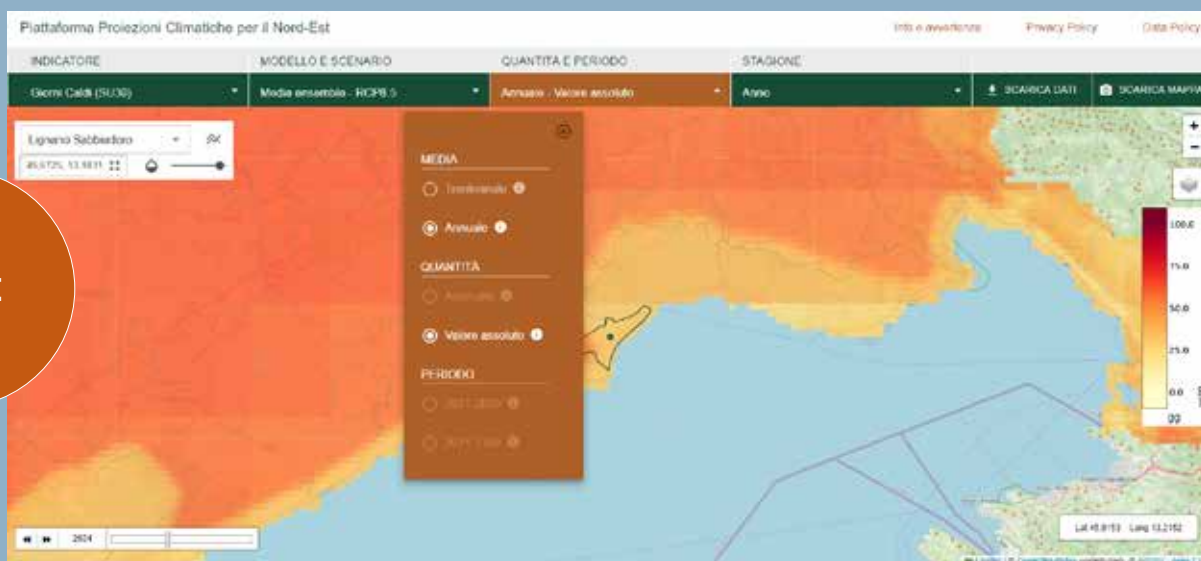 Piattaforma Proiezioni Climatiche per il Nord-Est
Info e avvertenze Privacy Policy Data Policy
INDICATORE MODELLO E SCENARIO QUANTITÀ E PERIODO STAGIONE
Giorni Caldi (SU30) Media ensemble - RCP8.5 Annuale - Valore assoluto Anno SCARICA DATI SCARICA MAPPA
Lignano Sabbiadoro
MEDIA
Trentennale
Annuale
QUANTITÀ
Anomalia
Valore assoluto
PERIODO
100.0
75.0
50.0
25.0
0.0
gg